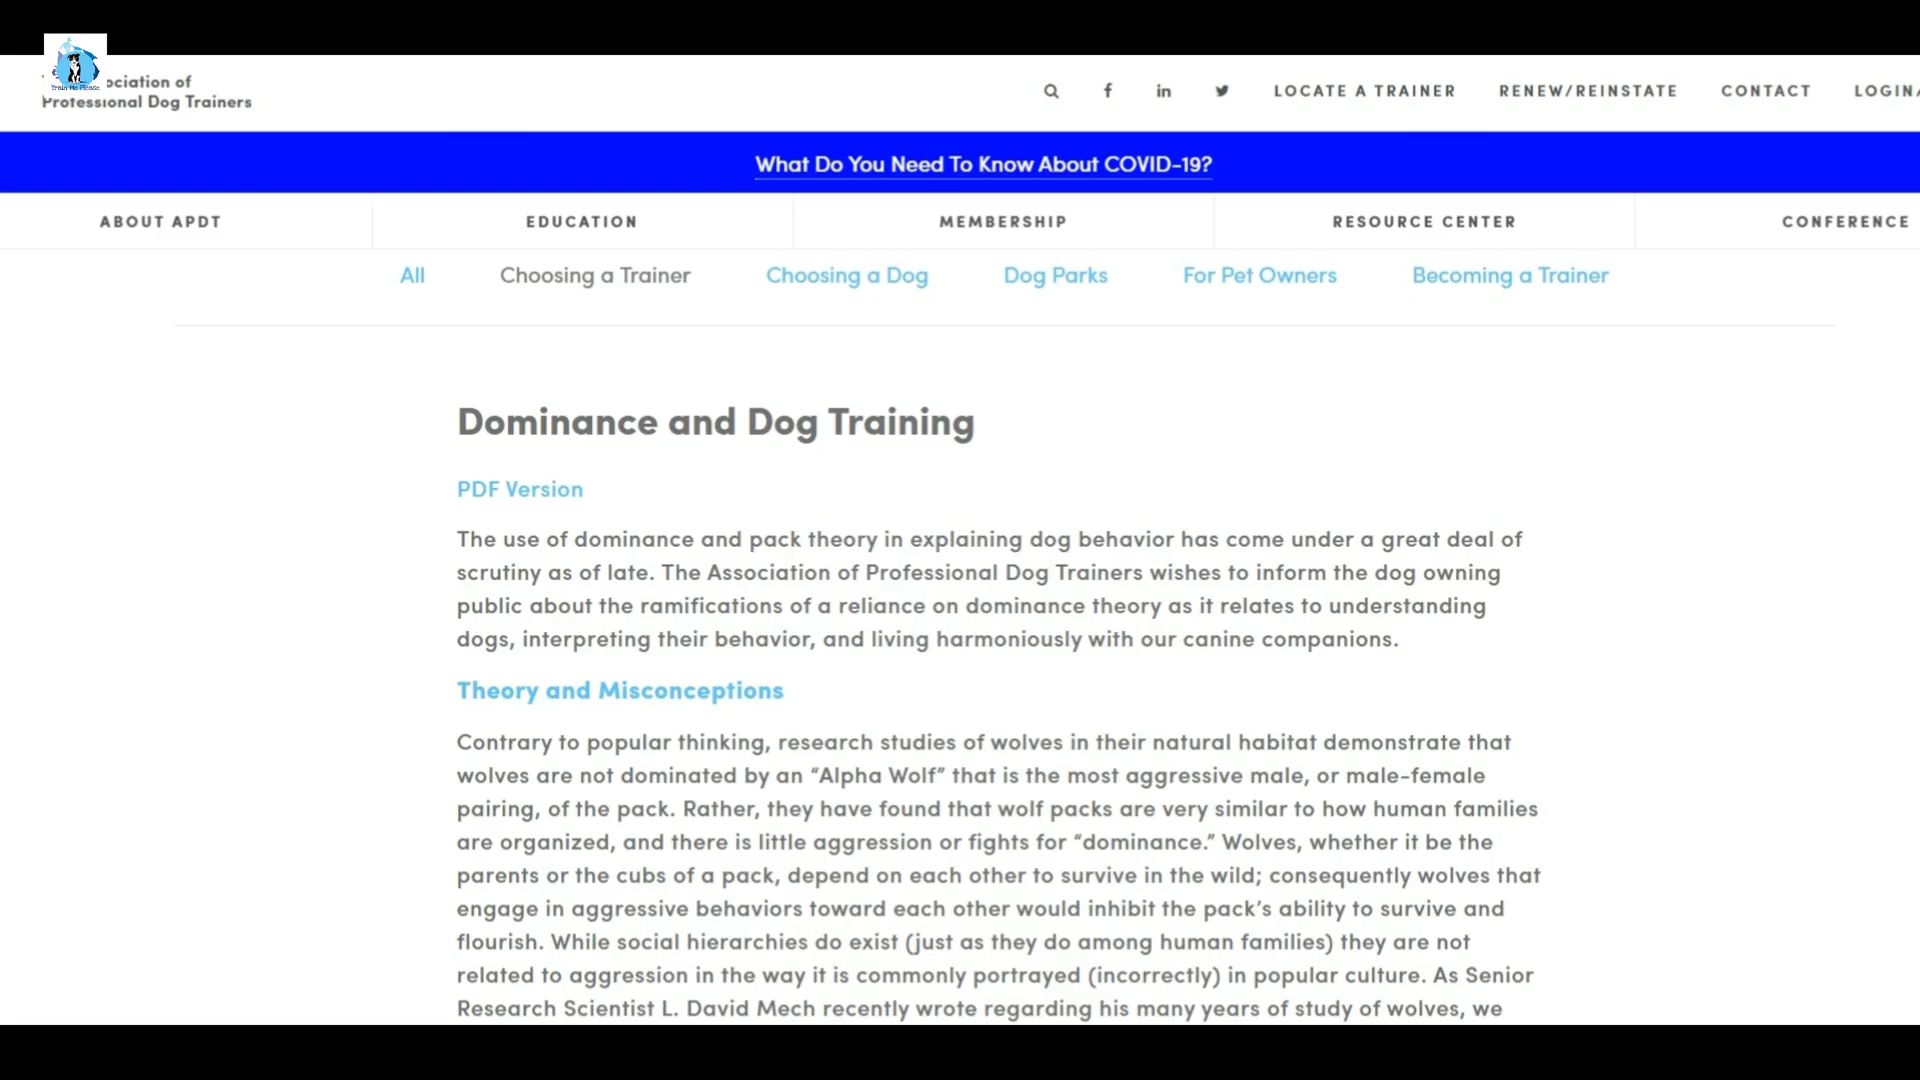 Train Me Please
ociation of
Professional Dog Trainers
LOCATE A TRAINER
RENEW/REINSTATE
CONTACT
LOGIN/
What Do You Need To Know About COVID-19?
ABOUT APDT
EDUCATION
MEMBERSHIP
RESOURCE CENTER
CONFERENCE
All
Choosing a Trainer
Choosing a Dog
Dog Parks
For Pet Owners
Becoming a Trainer
Dominance and Dog Training
PDF Version
The use of dominance and pack theory in explaining dog behavior has come under a great deal of
scrutiny as of late. The Association of Professional Dog Trainers wishes to inform the dog owning
public about the ramifications of a reliance on dominance theory as it relates to understanding
dogs, interpreting their behavior, and living harmoniously with our canine companions.
Theory and Misconceptions
Contrary to popular thinking, research studies of wolves in their natural habitat demonstrate that
wolves are not dominated by an “Alpha Wolf” that is the most aggressive male, or male-female
pairing, of the pack. Rather, they have found that wolf packs are very similar to how human families
are organized, and there is little aggression or fights for “dominance.” Wolves, whether it be the
parents or the cubs of a pack, depend on each other to survive in the wild; consequently wolves that
engage in aggressive behaviors toward each other would inhibit the pack’s ability to survive and
flourish. While social hierarchies do exist (just as they do among human families) they are not
related to aggression in the way it is commonly portrayed (incorrectly) in popular culture. As Senior
Research Scientist L. David Mech recently wrote regarding his many years of study of wolves, we